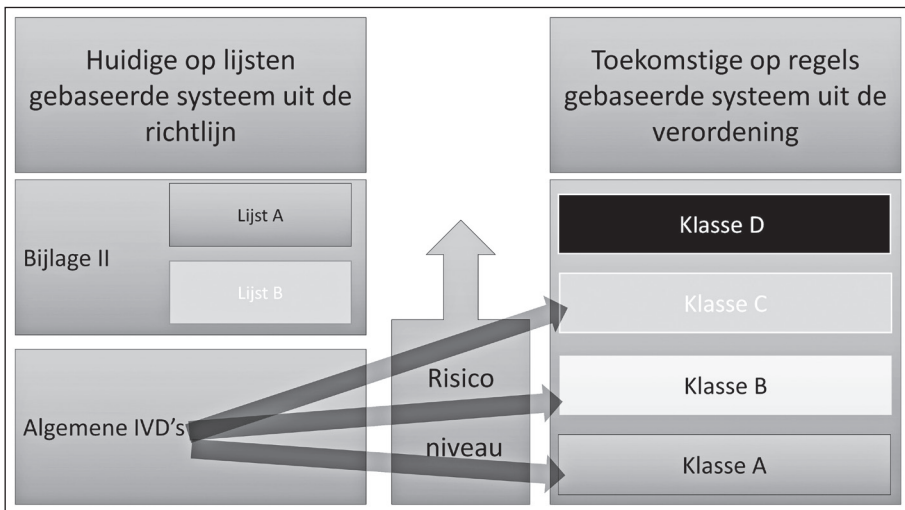 Huidige op lijsten
gebaseerde systeem uit de
richtlijn
Toekomstige op regels
gebaseerde systeem uit de
verordening
Bijlage II
Lijst A
Lijst B
Algemene IVD's
Risico
niveau
Klasse D
Klasse C
Klasse B
Klasse A